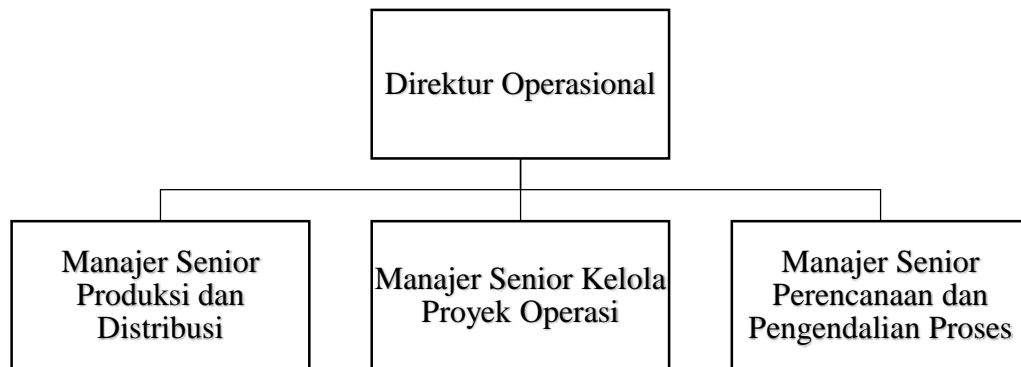 Direktur Operasional
Manajer Senior
Produksi dan
Distribusi
Manajer Senior Kelola
Proyek Operasi
Manajer Senior
Perencanaan dan
Pengendalian Proses